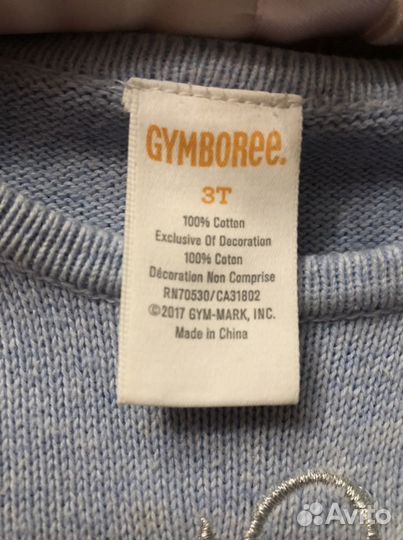 GYMBOREE.
3T
100% Cotton
Exclusive Of Decoration
100% Coton
Décoration Non Comprise
RN70530/CA31802
©2017 GYM-MARK, INC.
Made in China
Avito